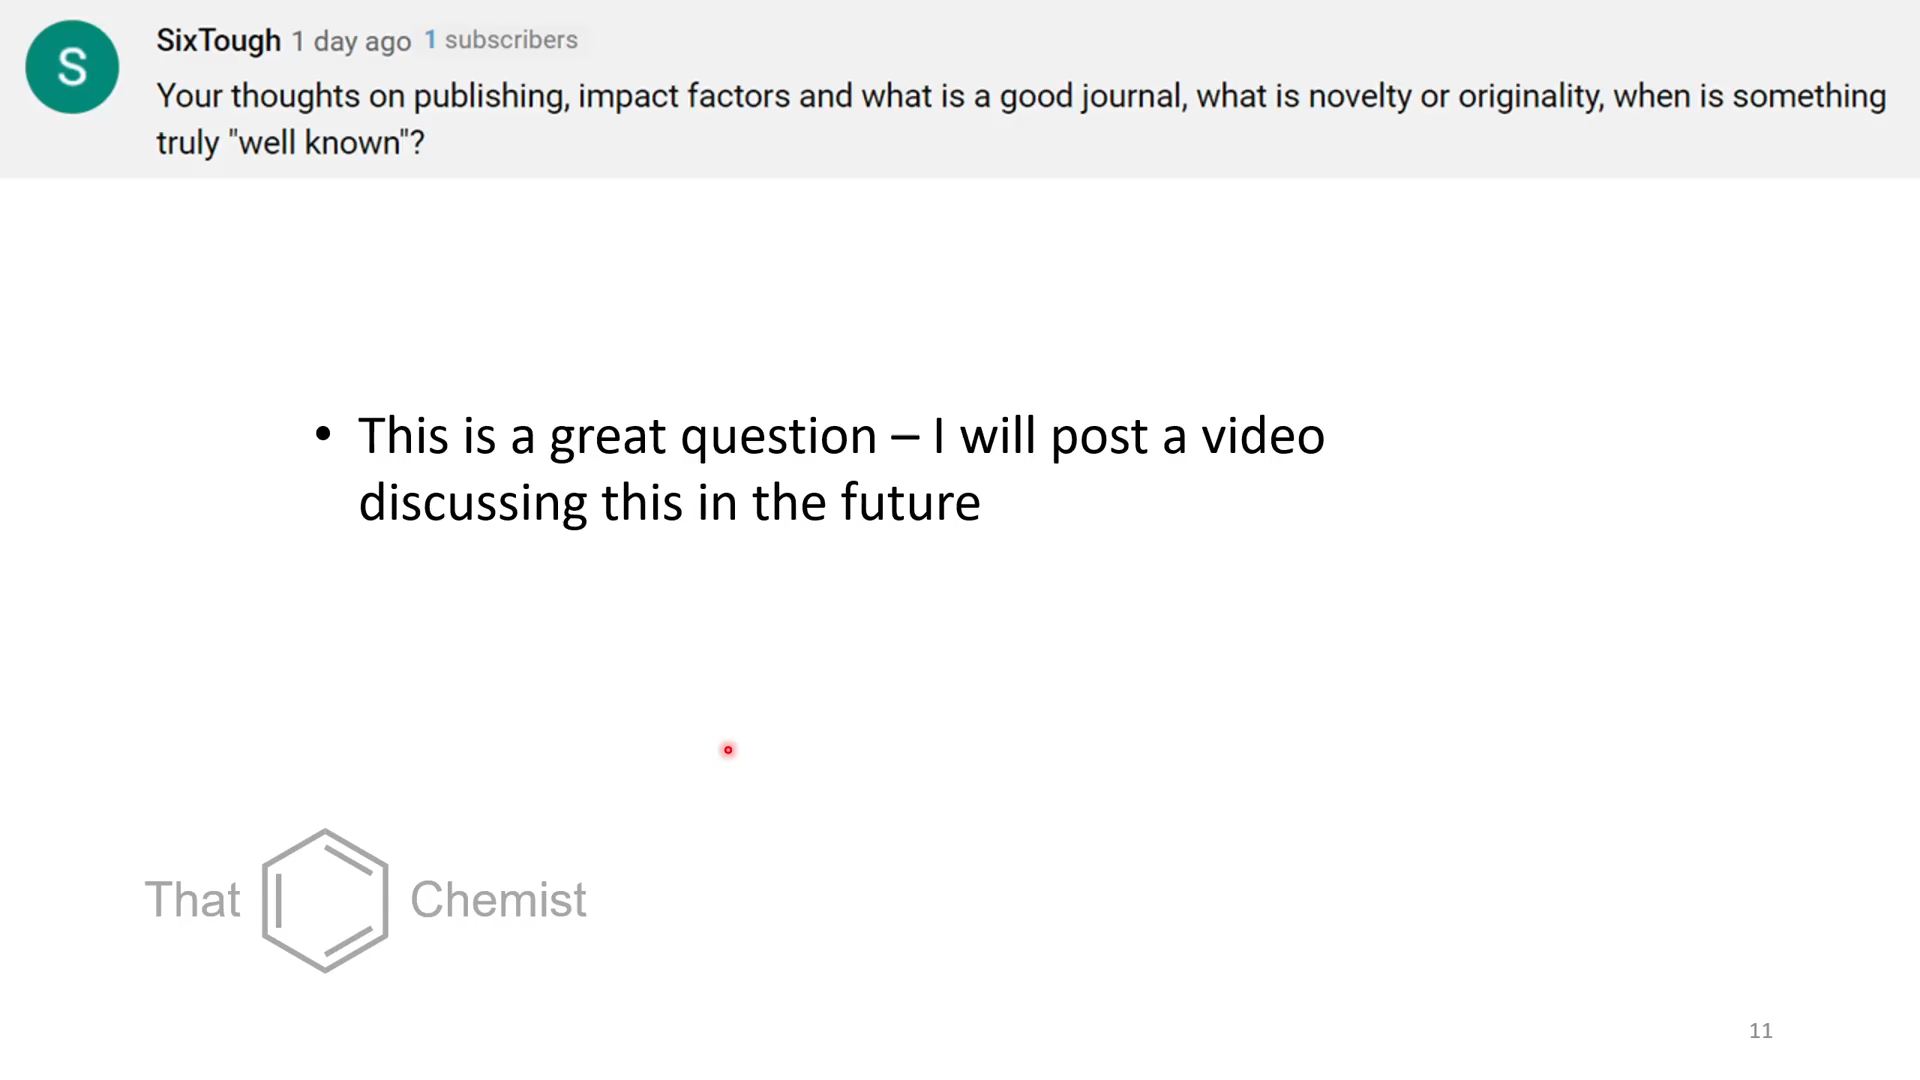 S
SixTough 1 day ago 1 subscribers
Your thoughts on publishing, impact factors and what is a good journal, what is novelty or originality, when is something
truly "well known"?
• This is a great question – I will post a video
discussing this in the future
That Chemist
11